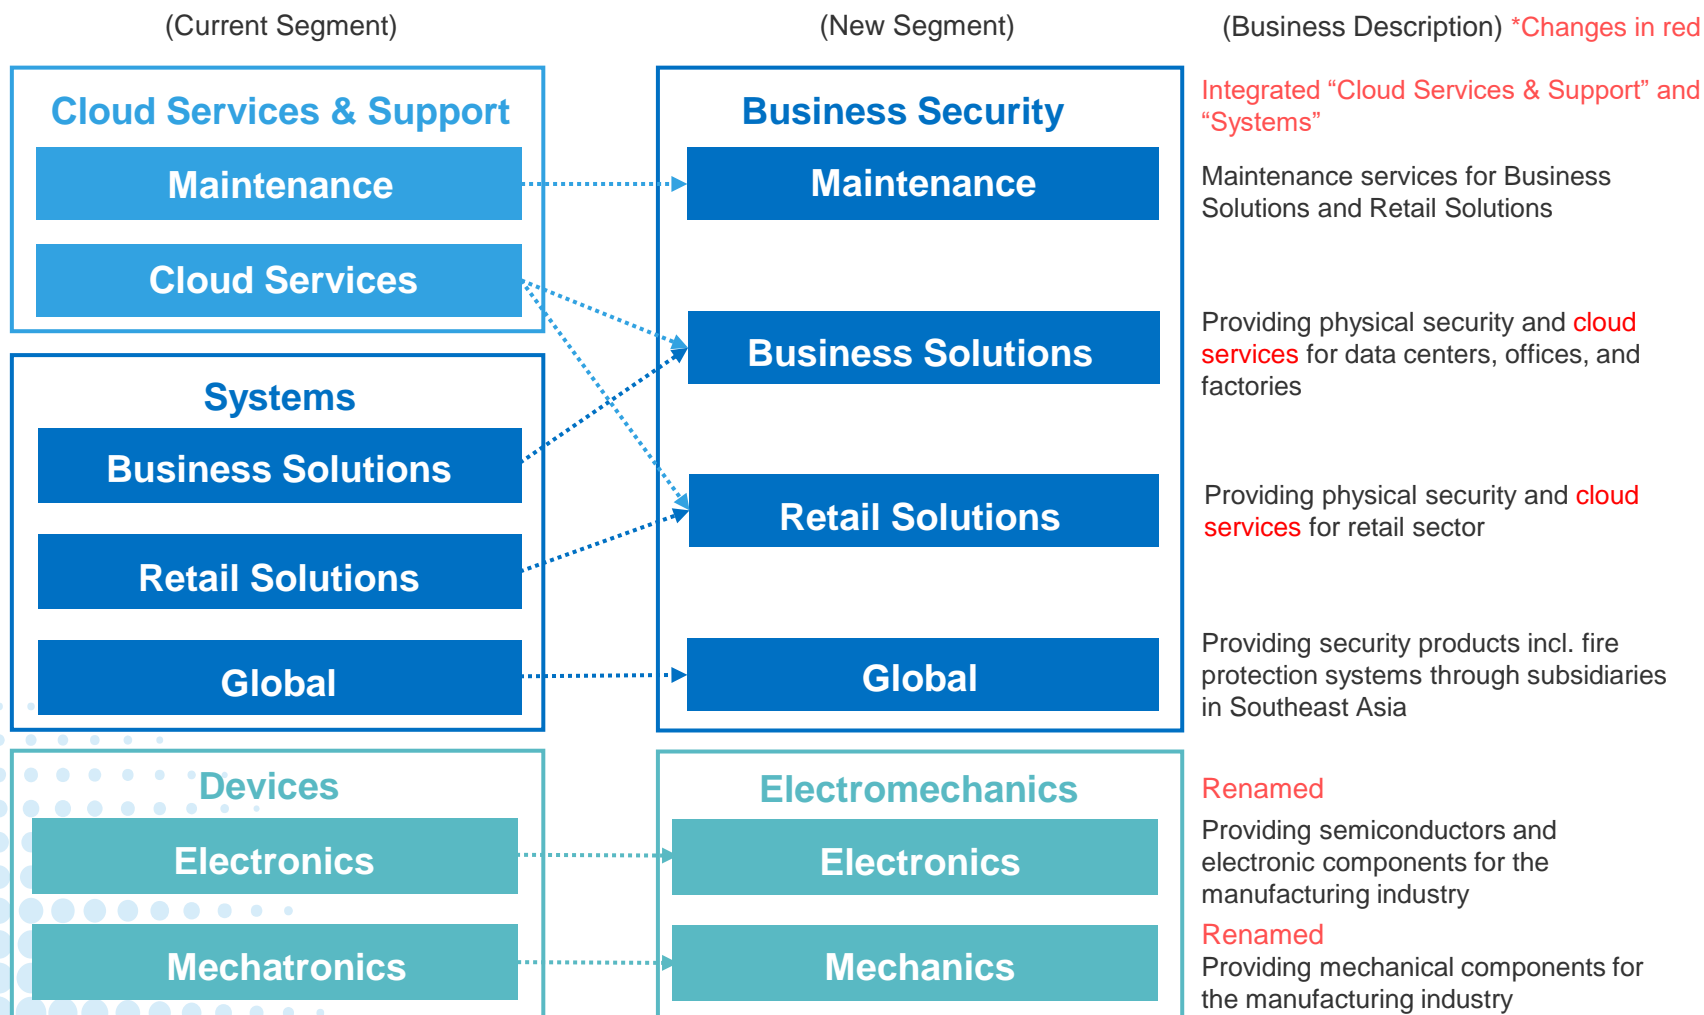 (Current Segment)
(New Segment)
(Business Description) *Changes in red
Cloud Services & Support
Maintenance
Cloud Services
Systems
Business Solutions
Retail Solutions
Global
Devices
Electronics
Mechatronics
Business Security
Maintenance
Business Solutions
Retail Solutions
Global
Electromechanics
Electronics
Mechanics
Integrated “Cloud Services & Support” and
“Systems”
Maintenance services for Business
Solutions and Retail Solutions
Providing physical security and cloud
services for data centers, offices, and
factories
Providing physical security and cloud
services for retail sector
Providing security products incl. fire
protection systems through subsidiaries
in Southeast Asia
Renamed
Providing semiconductors and
electronic components for the
manufacturing industry
Renamed
Providing mechanical components for
the manufacturing industry